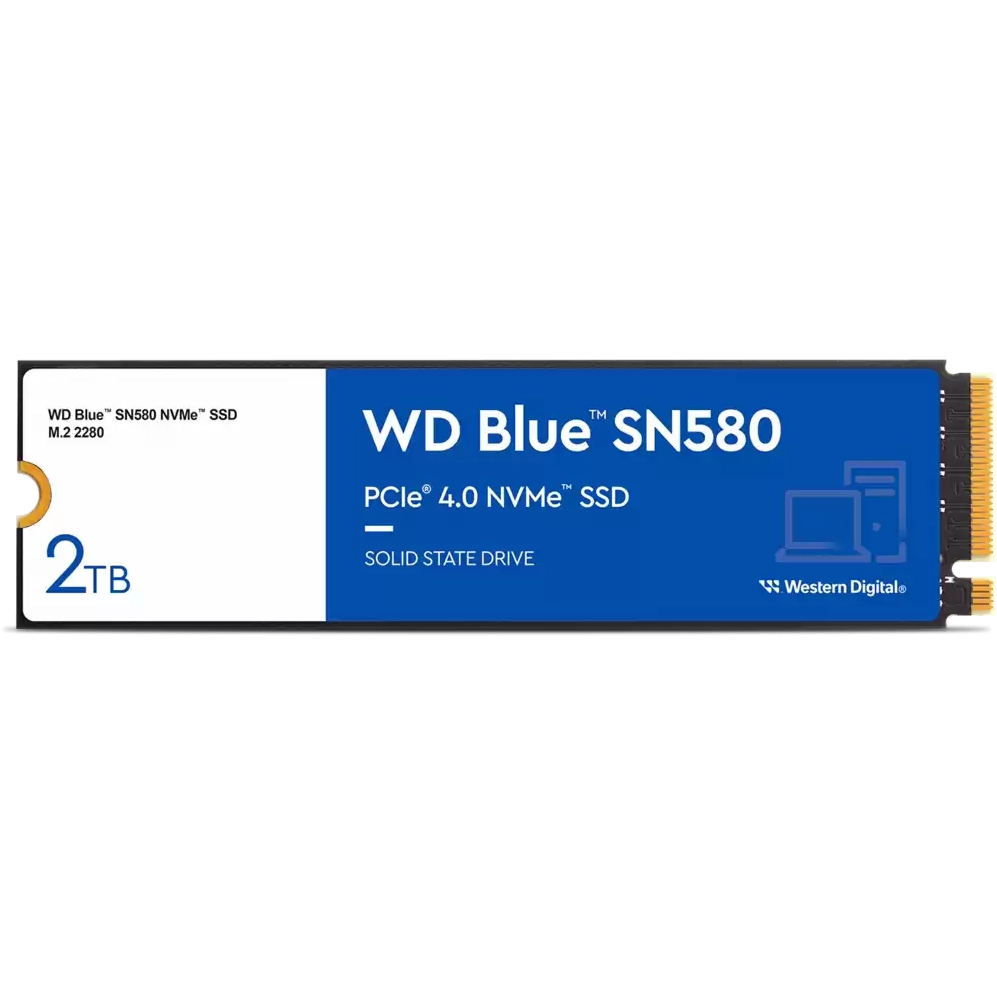 WD Blue™ SN580 NVMe™ SSD
M.2 2280
2TB
WD Blue™ SN580
PCIe® 4.0 NVMe™ SSD
SOLID STATE DRIVE
Western Digital®